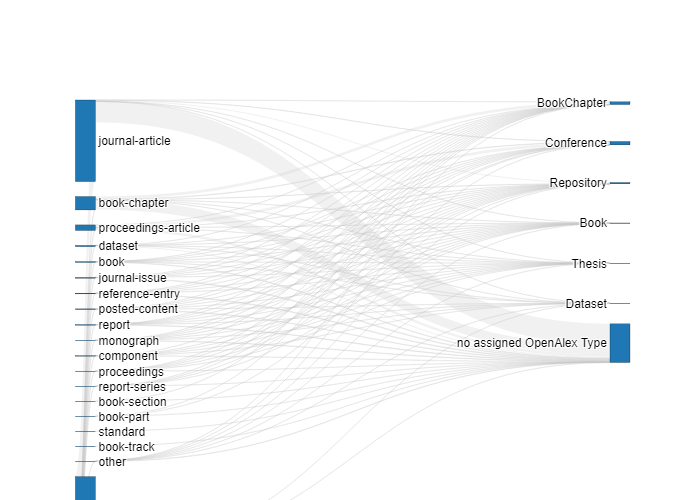 journal-article
book-chapter
proceedings-article
dataset
book
journal-issue
reference-entry
posted-content
report
monograph
component
proceedings
report-series
book-section
book-part
standard
book-track
other
BookChapter
Conference
Repository
Book
Thesis
Dataset
no assigned OpenAlex Type